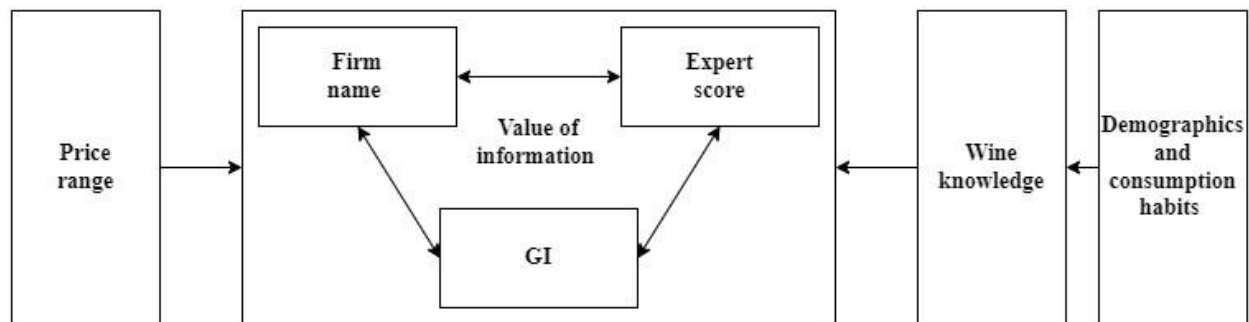 Price
range
Firm
name
Expert
score
Value of
information
GI
Wine
knowledge
Demographics
and
consumption
habits